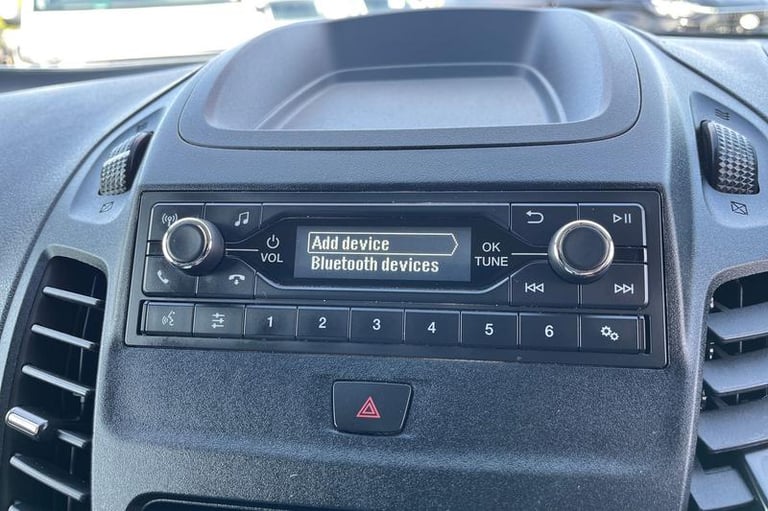 Add device
Bluetooth devices
VOL
OK
TUNE
1 2 3 4 5 6